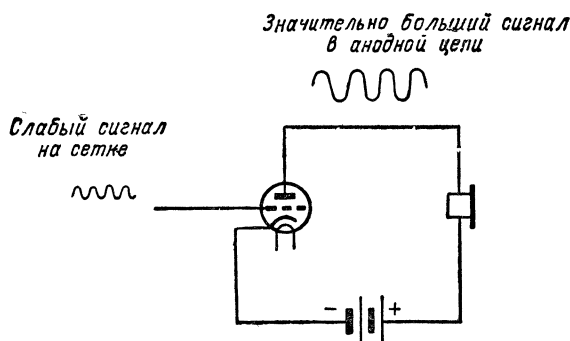 Значительно больший сигнал
в анодной цепи
Слабый сигнал
на сетке
- +